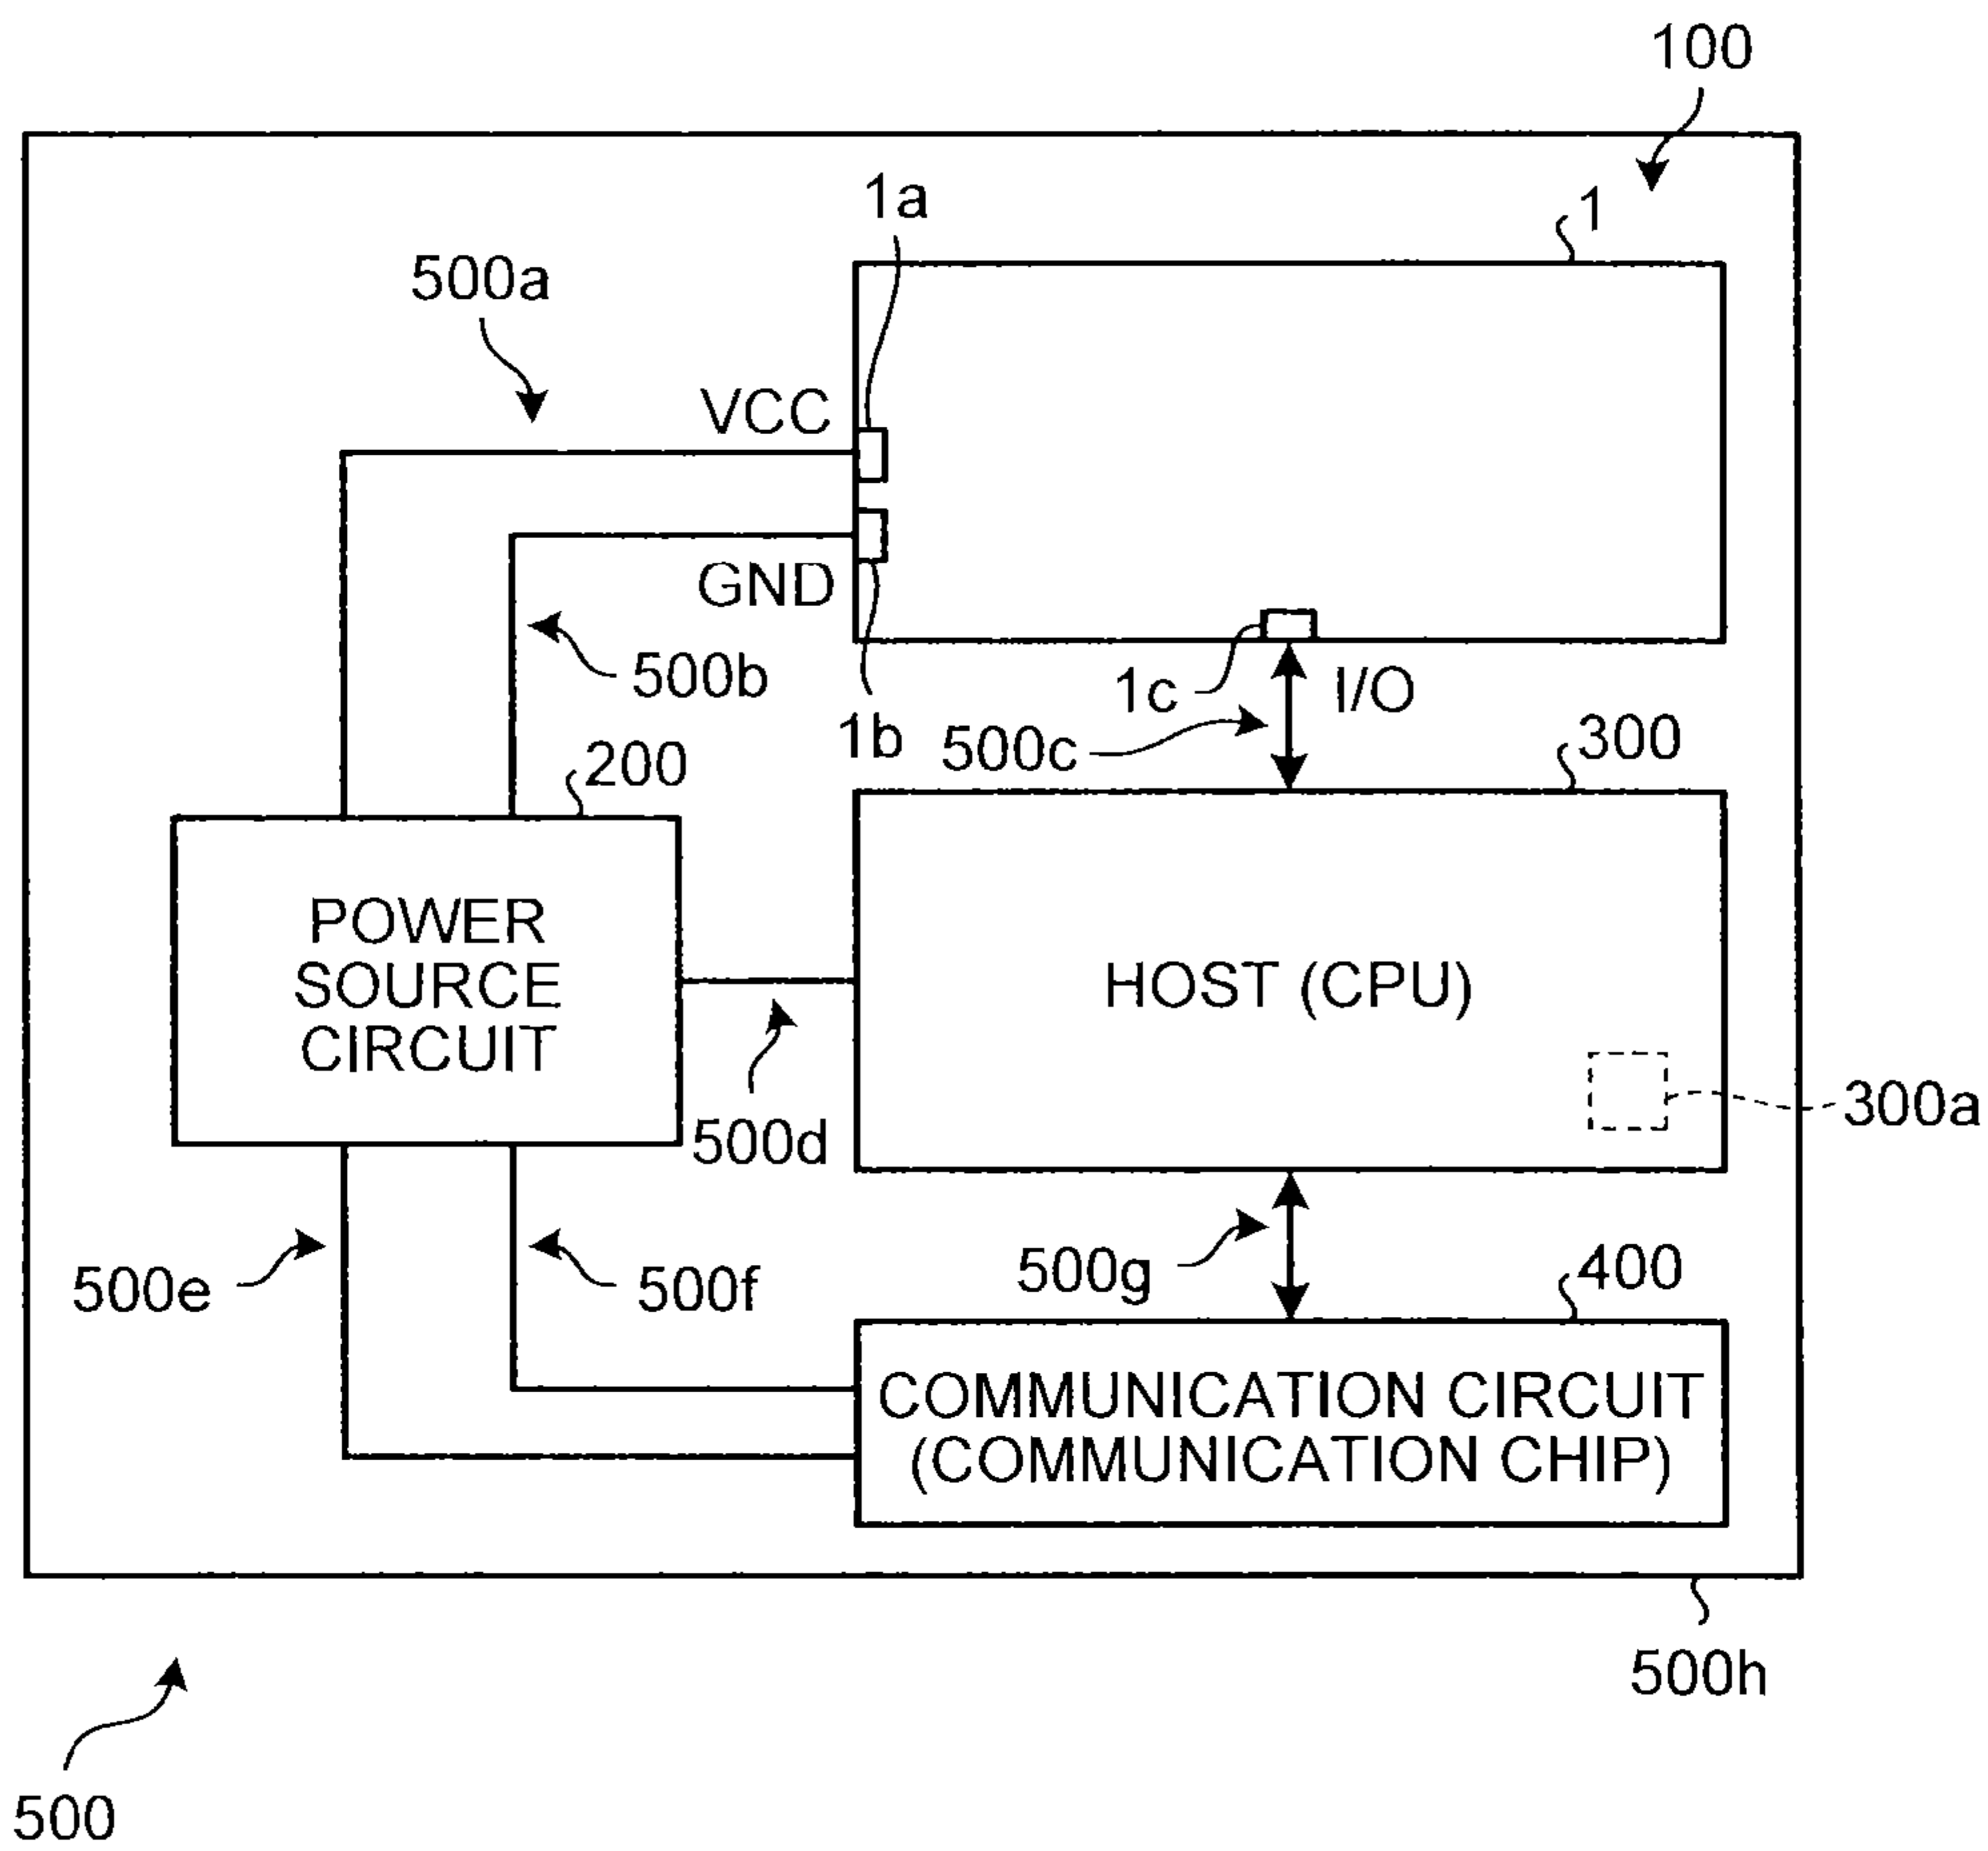 100
1a
1
500a
VCC
GND
500b
1c
I/O
1b
500c
300
200
POWER
SOURCE
CIRCUIT
HOST (CPU)
300a
500d
500e
500f
500g
400
COMMUNICATION CIRCUIT
(COMMUNICATION CHIP)
500h
500